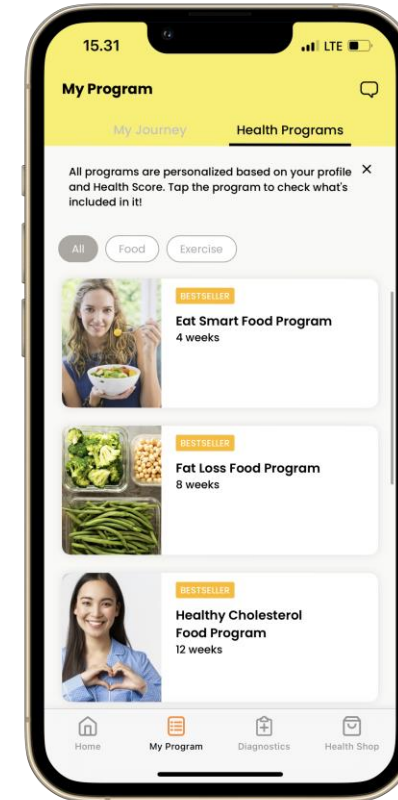 15.31
LTE
My Program
My Journey
Health Programs
All programs are personalized based on your profile
and Health Score. Tap the program to check what's
included in it!
All
Food
Exercise
BESTSELLER
Eat Smart Food Program
4 weeks
BESTSELLER
Fat Loss Food Program
8 weeks
BESTSELLER
Healthy Cholesterol
Food Program
12 weeks
Home
My Program
Diagnostics
Health Shop